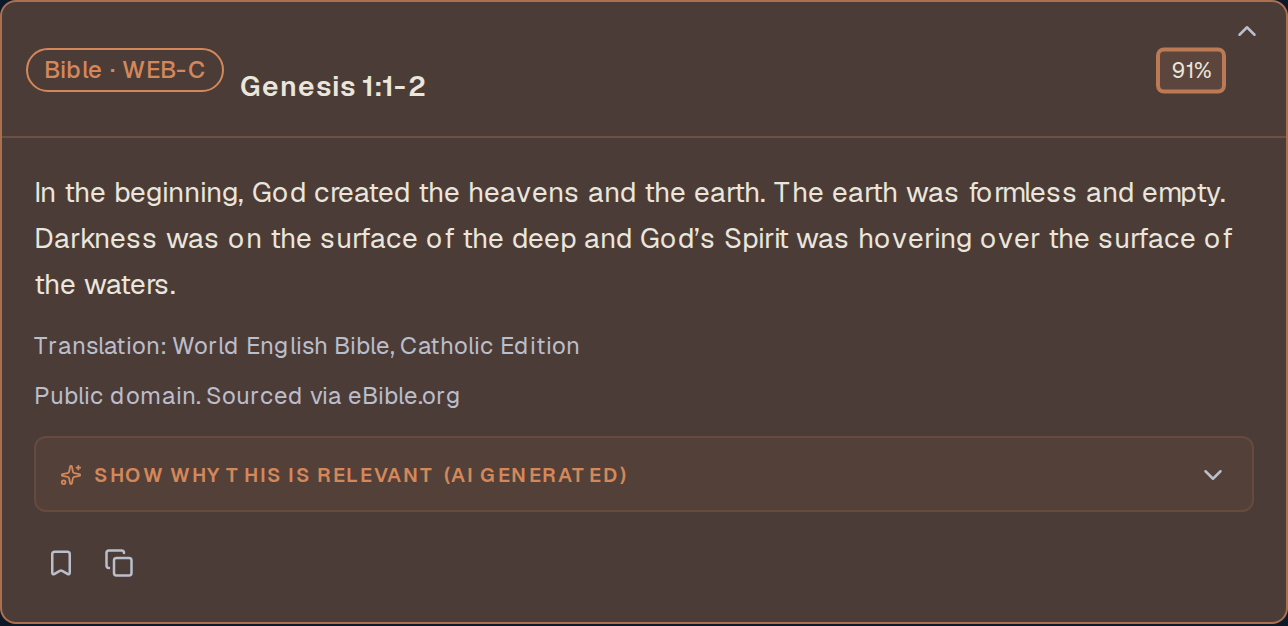 Bible · WEB-C
Genesis 1:1-2
91%
In the beginning, God created the heavens and the earth. The earth was formless and empty.
Darkness was on the surface of the deep and God’s Spirit was hovering over the surface of
the waters.
Translation: World English Bible, Catholic Edition
Public domain. Sourced via eBible.org
SHOW WHY THIS IS RELEVANT (AI GENERATED)